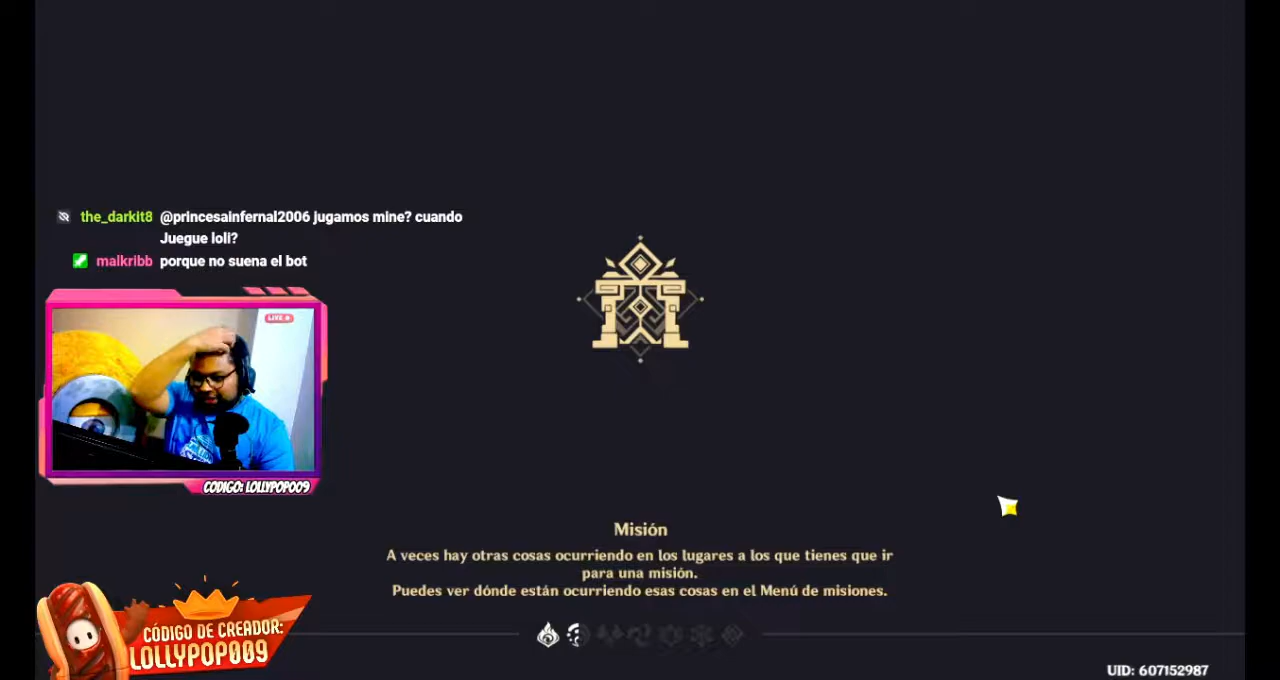 the_darkit8 @princesainfernal2006 jugamos mine? cuando
Juegue loli?
malkribb porque no suena el bot
LIVE
CODIGO: LOLLYPOP009
Misión
A veces hay otras cosas ocurriendo en los lugares a los que tienes que ir
para una misión.
Puedes ver dónde están ocurriendo esas cosas en el Menú de misiones.
CÓDIGO DE CREADOR:
LOLLYPOP009
UID: 607152987